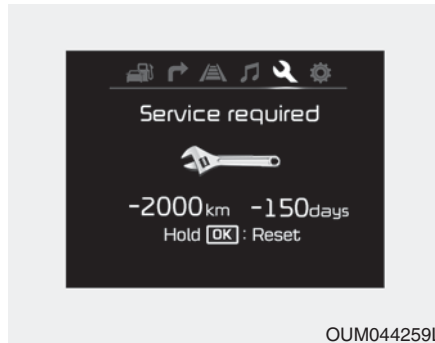 Service required
-2000km -150days
Hold OK : Reset
OUM044259L